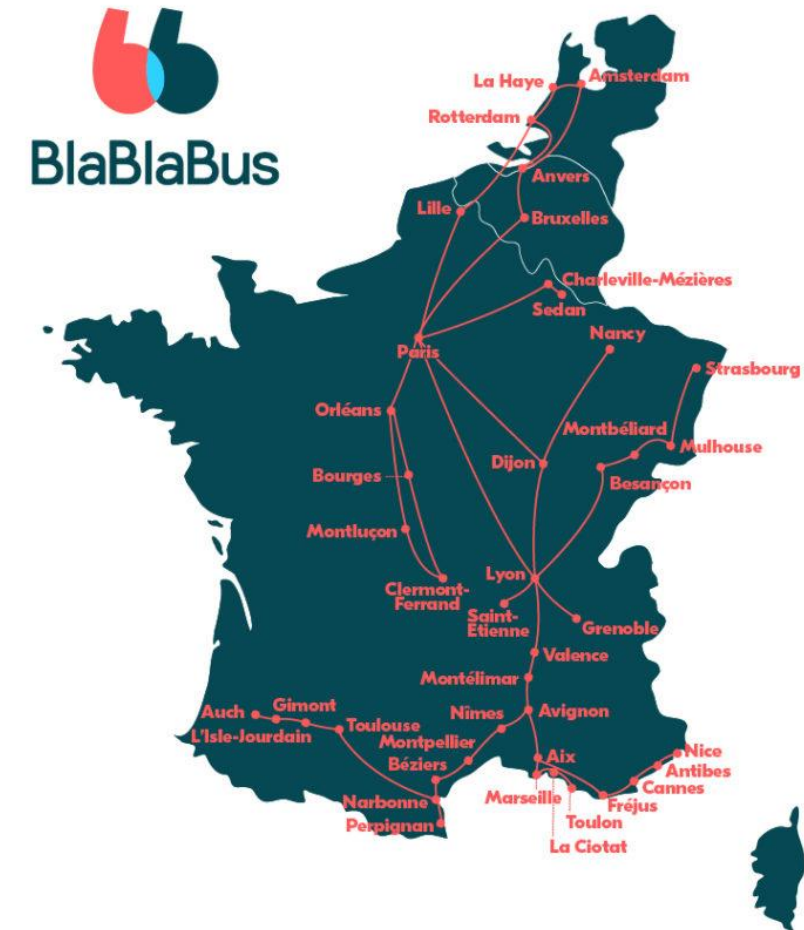 BlaBlaBus
La Haye
Amsterdam
Rotterdam
Anvers
Lille
Bruxelles
Charleville-Mézières
Sedan
Nancy
Paris
Strasbourg
Orléans
Montbéliard
Mulhouse
Dijon
Bourges
Besançon
Montluçon
Lyon
Clermont-
Ferrand
Saint-
Etienne
Grenoble
Valence
Montélimar
Auch
Gimont
Nîmes
Avignon
L'Isle-Jourdain
Toulouse
Montpellier
Béziers
Aix
Nice
Antibes
Cannes
Marseille
Fréjus
Narbonne
Toulon
Perpignan
La Ciotat